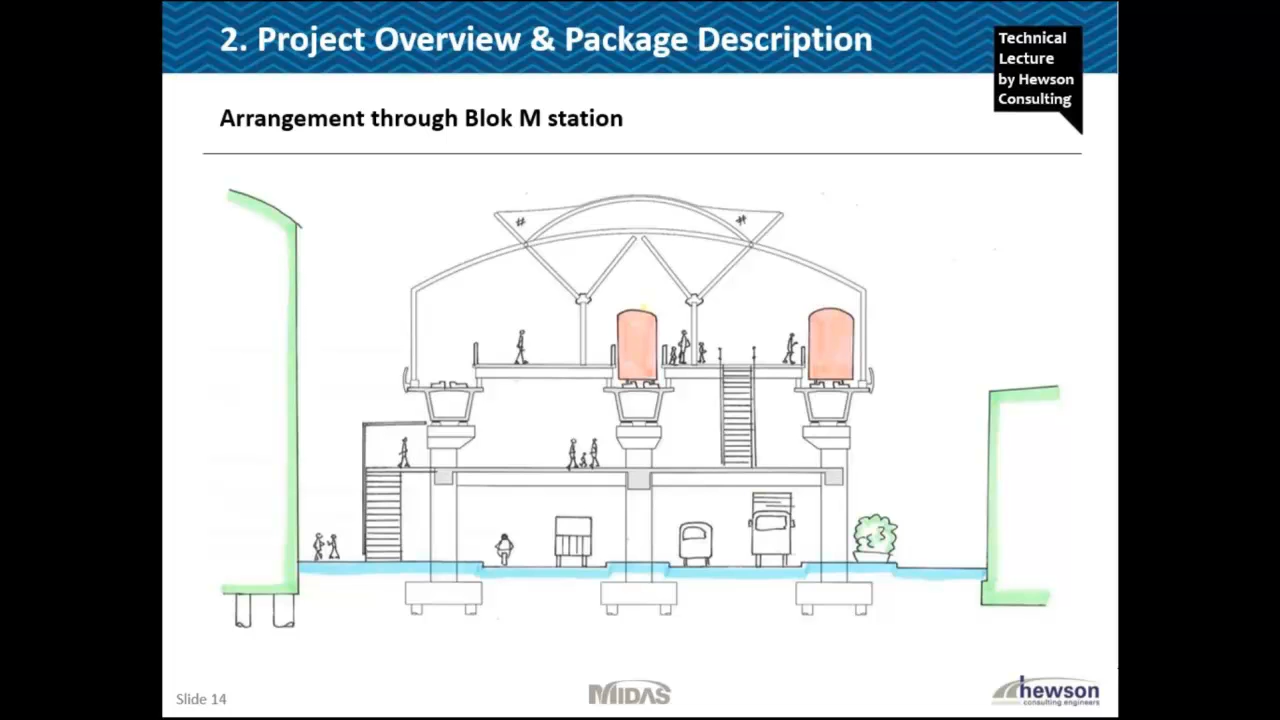 2. Project Overview & Package Description
Technical
Lecture
by Hewson
Consulting
Arrangement through Blok M station
Slide 14
MIDAS
hewson
consulting engineers